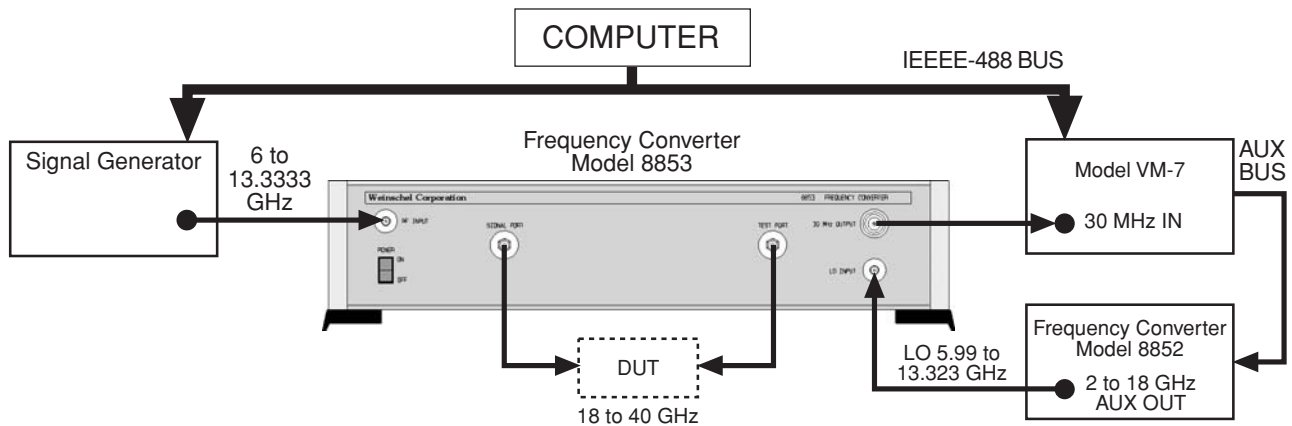 COMPUTER
IEEEE-488 BUS
Signal Generator
6 to
13.3333
GHz
Frequency Converter
Model 8853
Model VM-7
30 MHz IN
AUX
BUS
Weinschel Corporation
8853 FREQUENCY CONVERTER
RF INPUT
SIGNAL PORT
TEST PORT
30 MHz OUTPUT
POWER
ON
OFF
LO INPUT
DUT
18 to 40 GHz
LO 5.99 to
13.323 GHz
Frequency Converter
Model 8852
2 to 18 GHz
AUX OUT